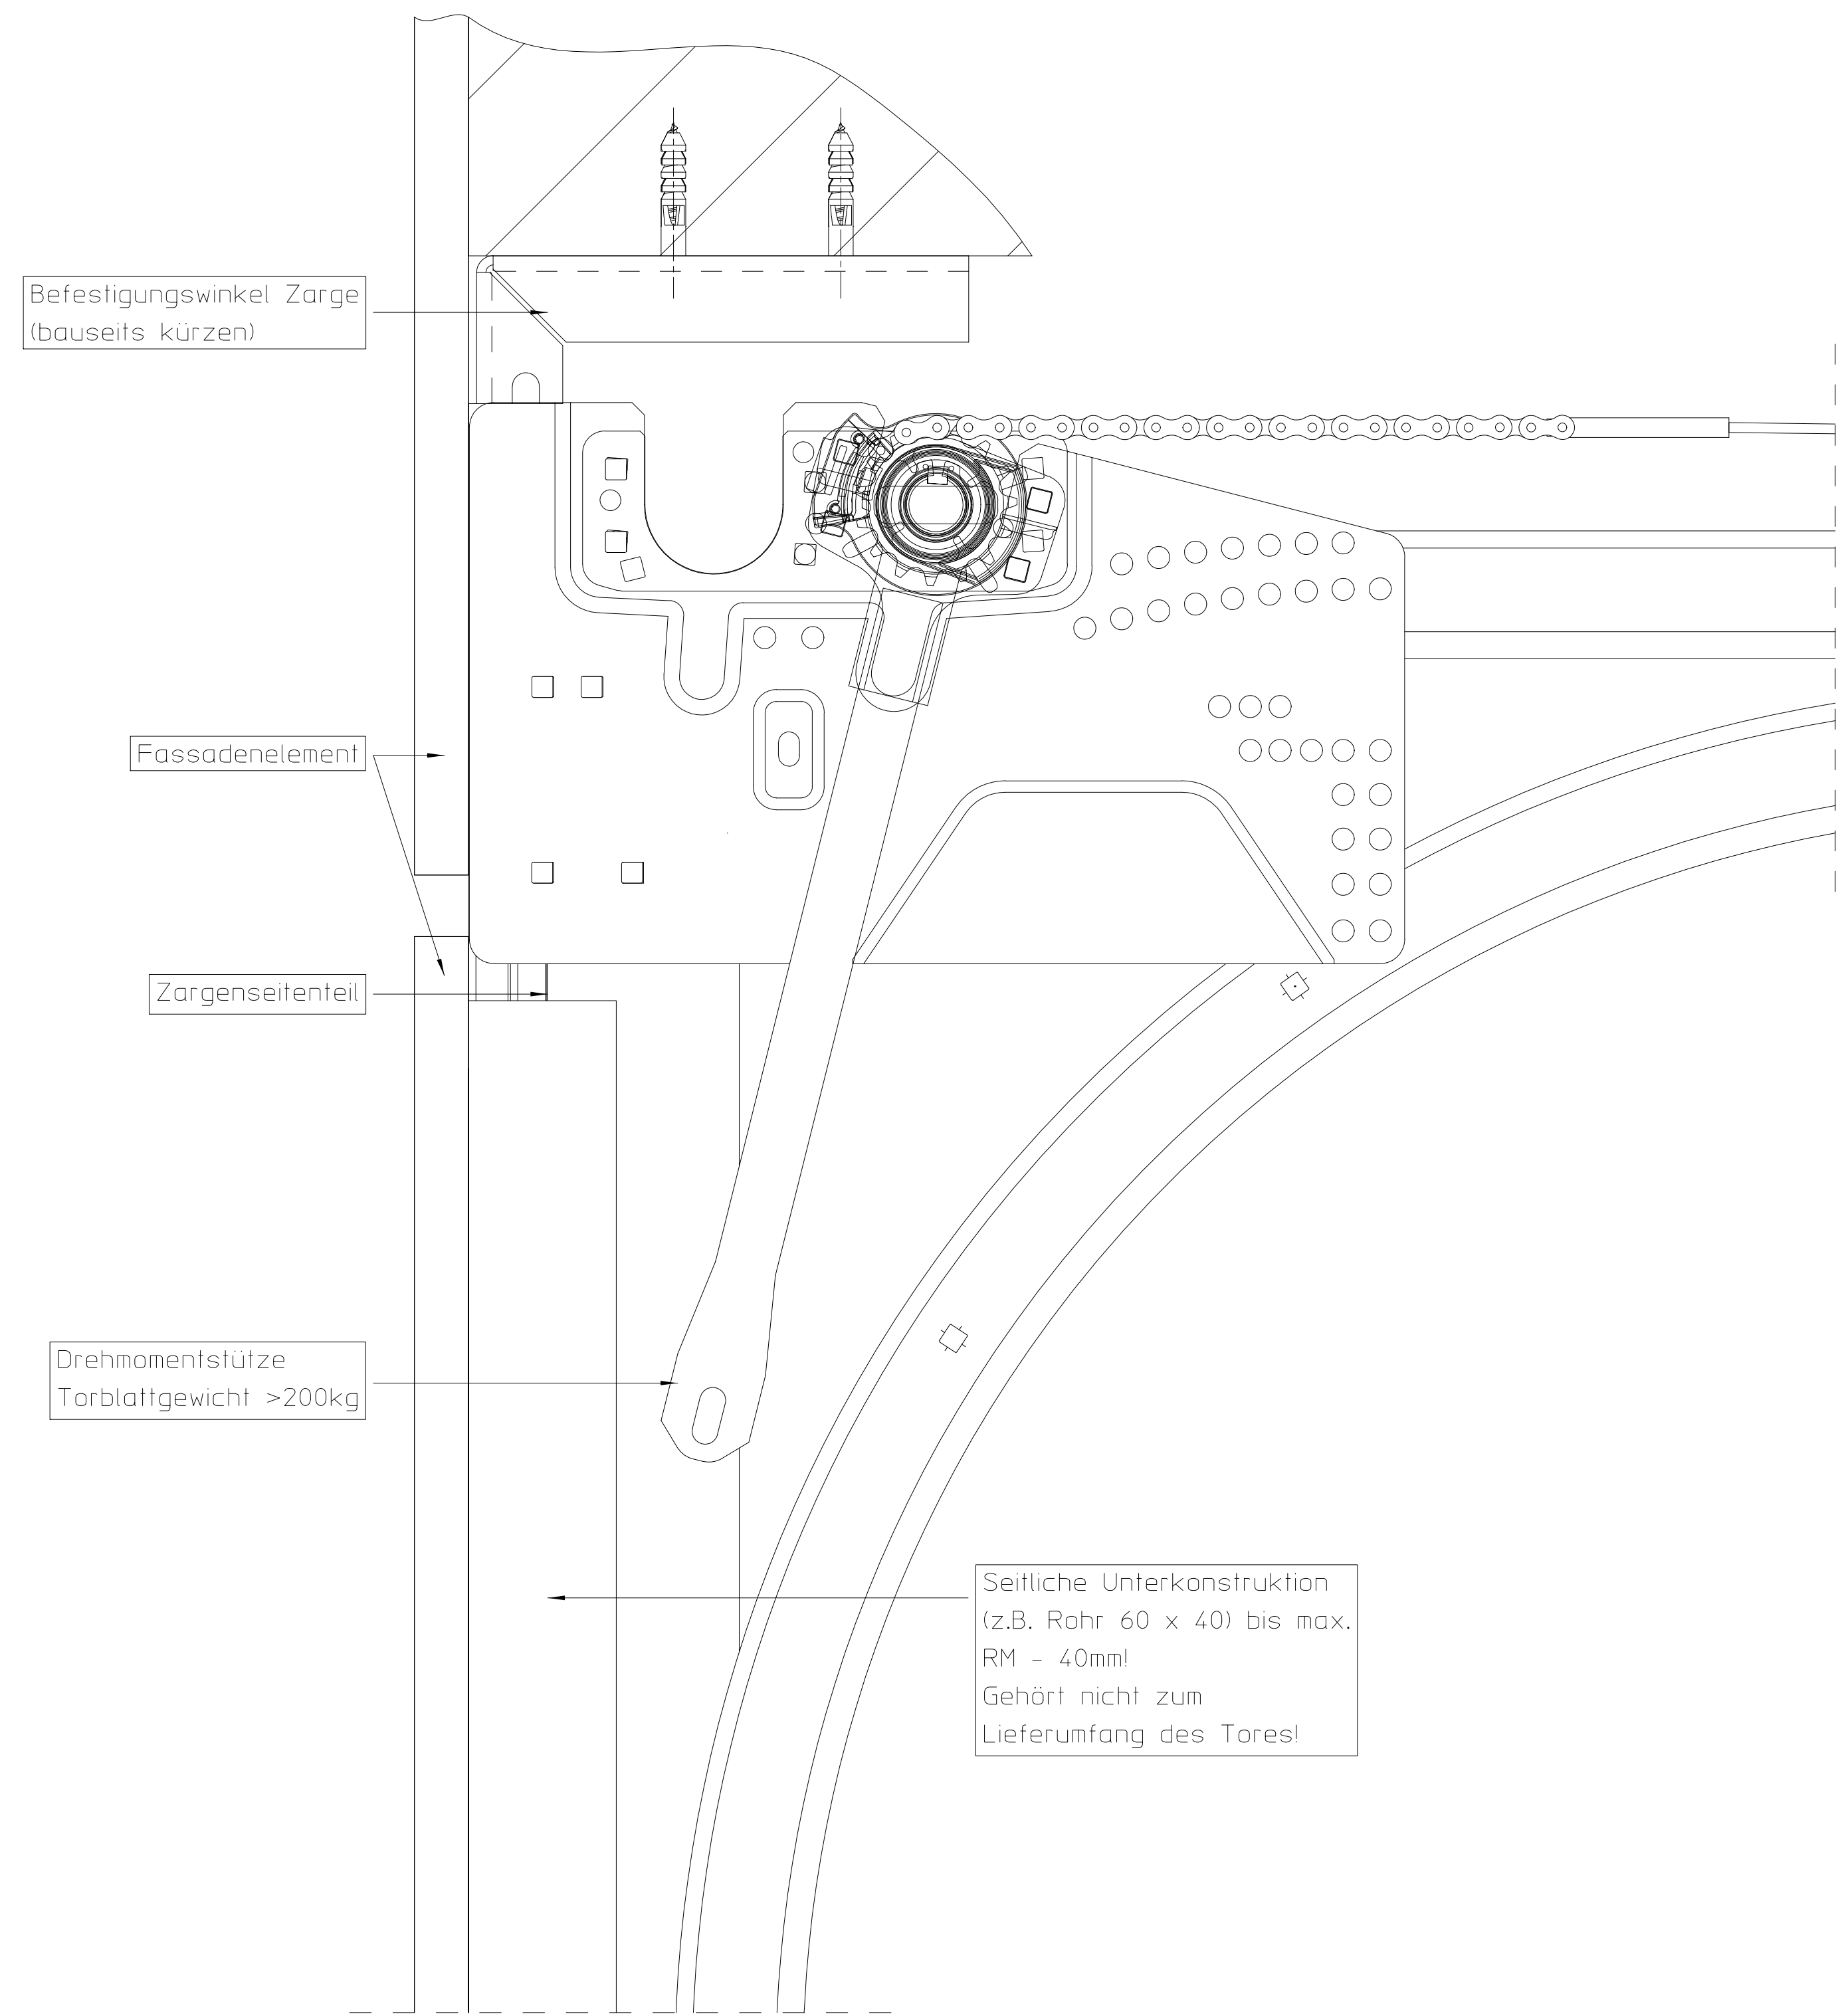 Befestigungswinkel Zarge
(bauseits kürzen)
Fassadenelement
Zargenseitenteil
Drehmomentstütze
Torblattgewicht >200kg
Seitliche Unterkonstruktion
(z.B. Rohr 60 x 40) bis max.
RM - 40mm!
Gehört nicht zum
Lieferumfang des Tores!